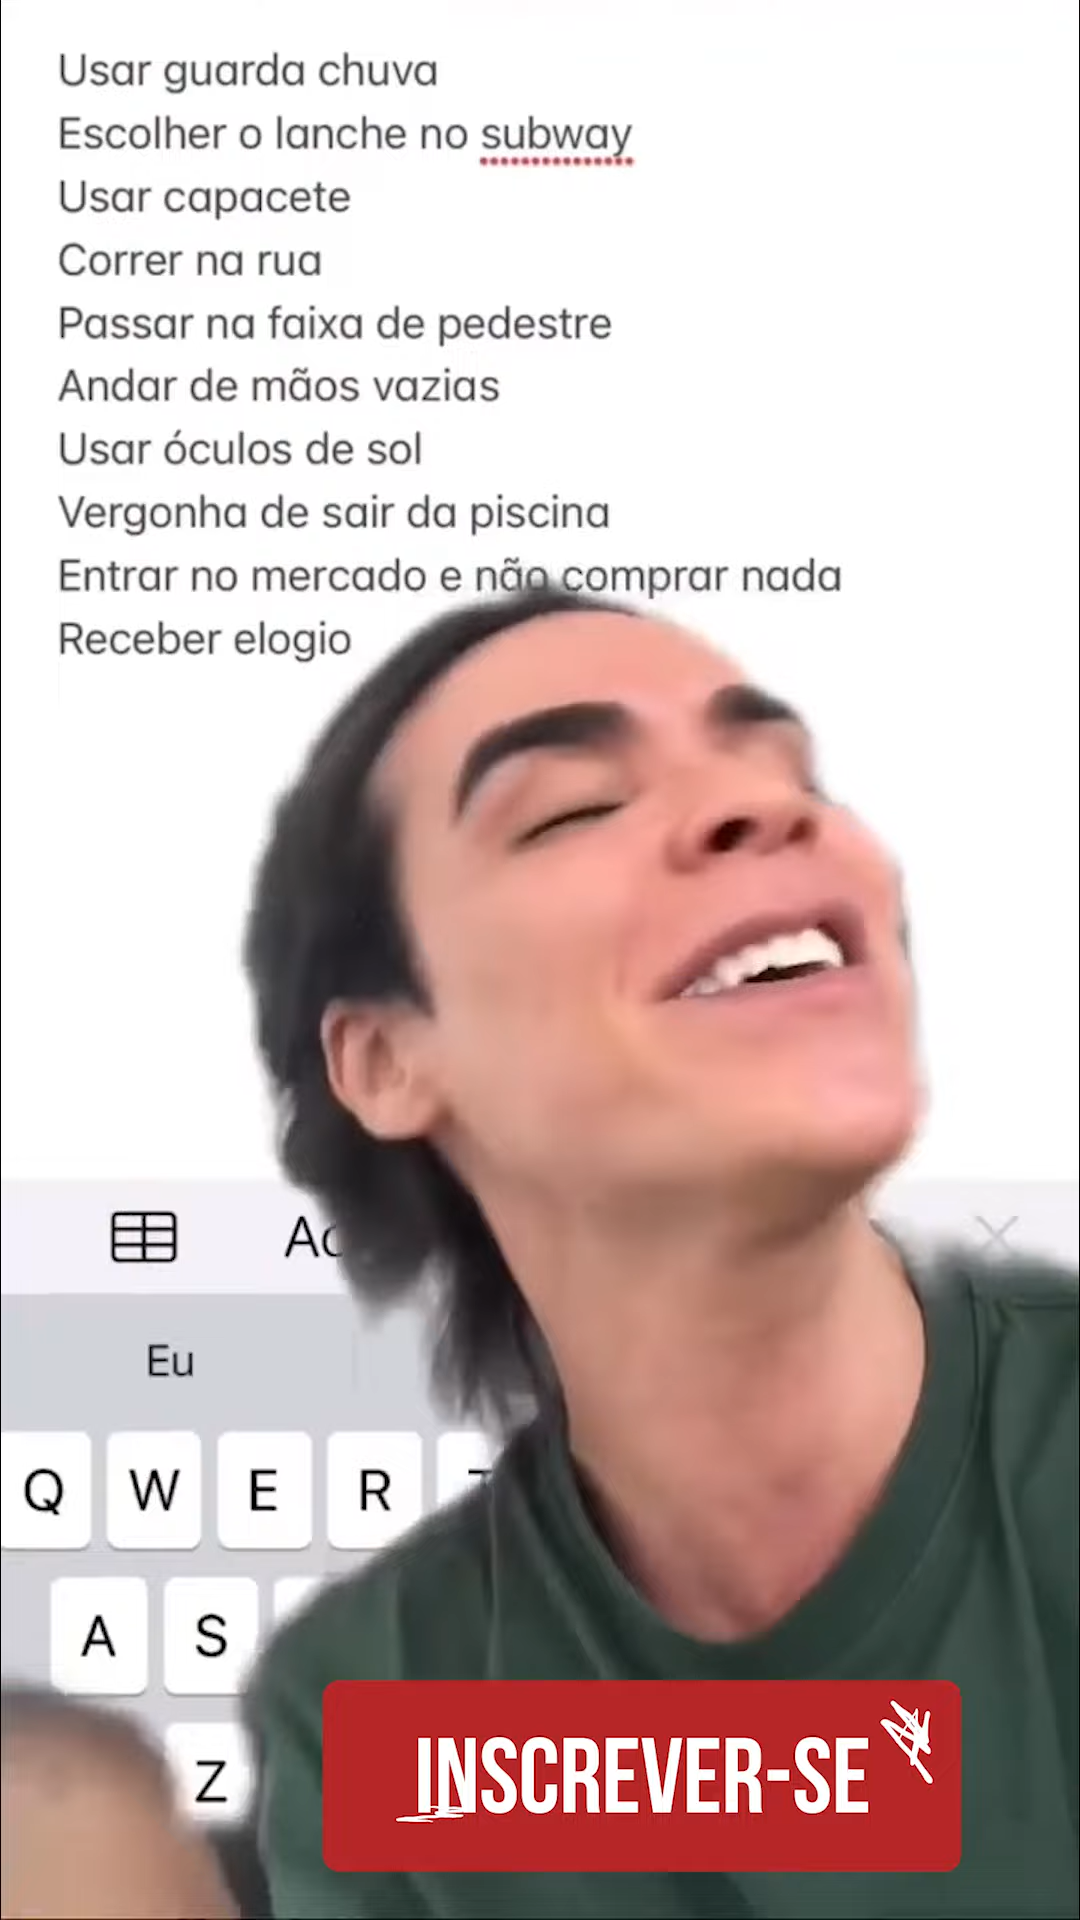 Usar guarda chuva
Escolher o lanche no subway
Usar capacete
Correr na rua
Passar na faixa de pedestre
Andar de mãos vazias
Usar óculos de sol
Vergonha de sair da piscina
Entrar no mercado e não comprar nada
Receber elogio
Eu
Q W E R
A S
Z
INSCREVER-SE